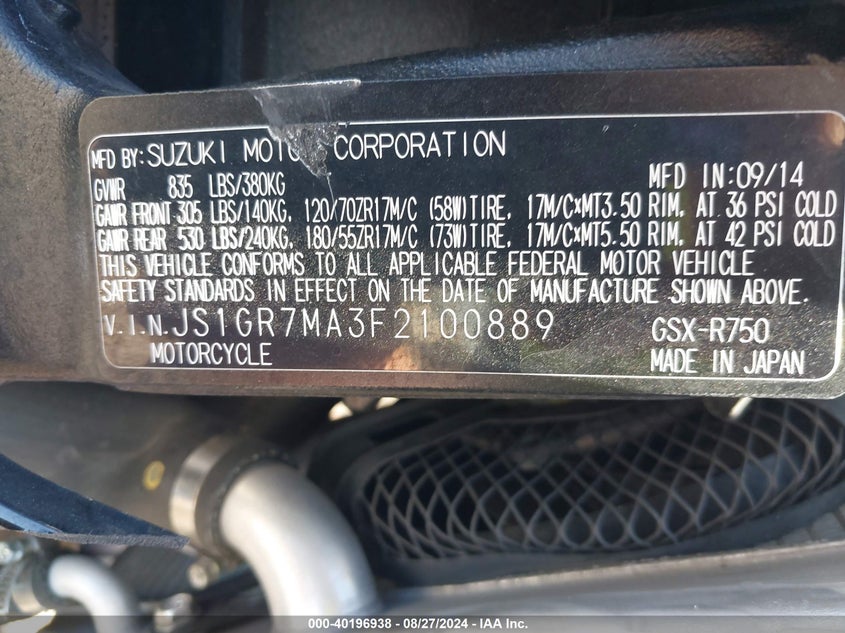 MFD BY: SUZUKI MOTOR CORPORATION
GVWR 835 LBS/380KG MFD IN: 09/14
GAWR FRONT 305 LBS/140KG, 120/70ZR17M/C (58W) TIRE, 17M/C×MT3.50 RIM, AT 36 PSI COLD
GAWR REAR 530 LBS/240KG, 180/55ZR17M/C (73W) TIRE, 17M/C×MT5.50 RIM, AT 42 PSI COLD
THIS VEHICLE CONFORMS TO ALL APPLICABLE FEDERAL MOTOR VEHICLE
SAFETY STANDARDS IN EFFECT ON THE DATE OF MANUFACTURE SHOWN ABOVE.
V.I.N. JS1GR7MA3F2100889 GSX-R750
MOTORCYCLE MADE IN JAPAN
000-40196938 - 08/27/2024 - IAA Inc.